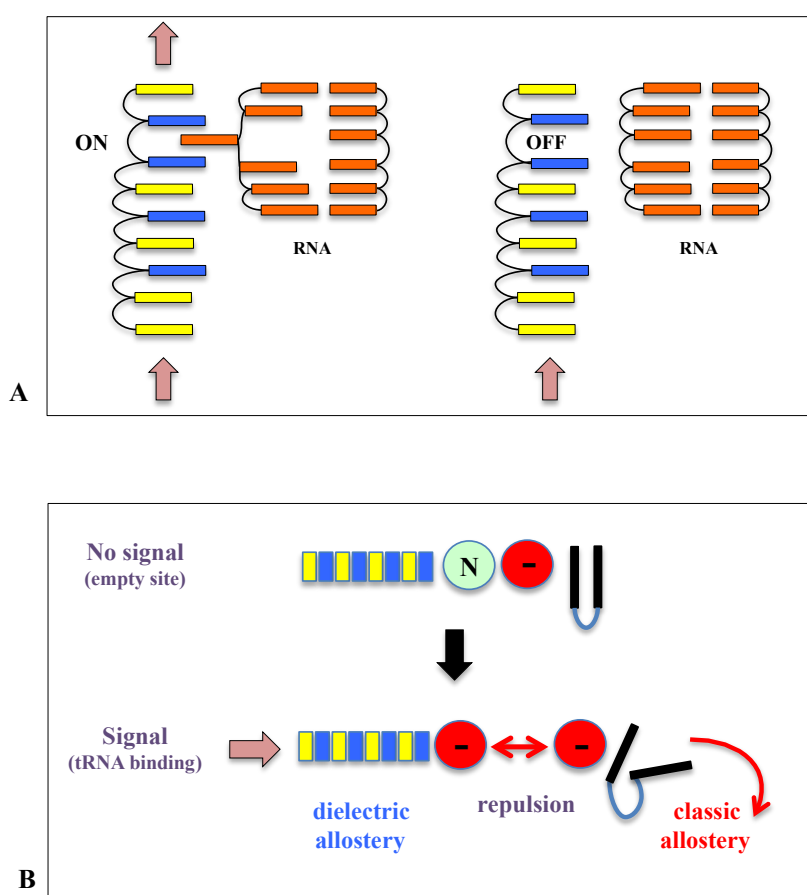 ON
OFF
RNA
RNA
A
No signal
(empty site)
N
-
Signal
(tRNA binding)
-
-
dielectric
allostery
repulsion
classic
allostery
B